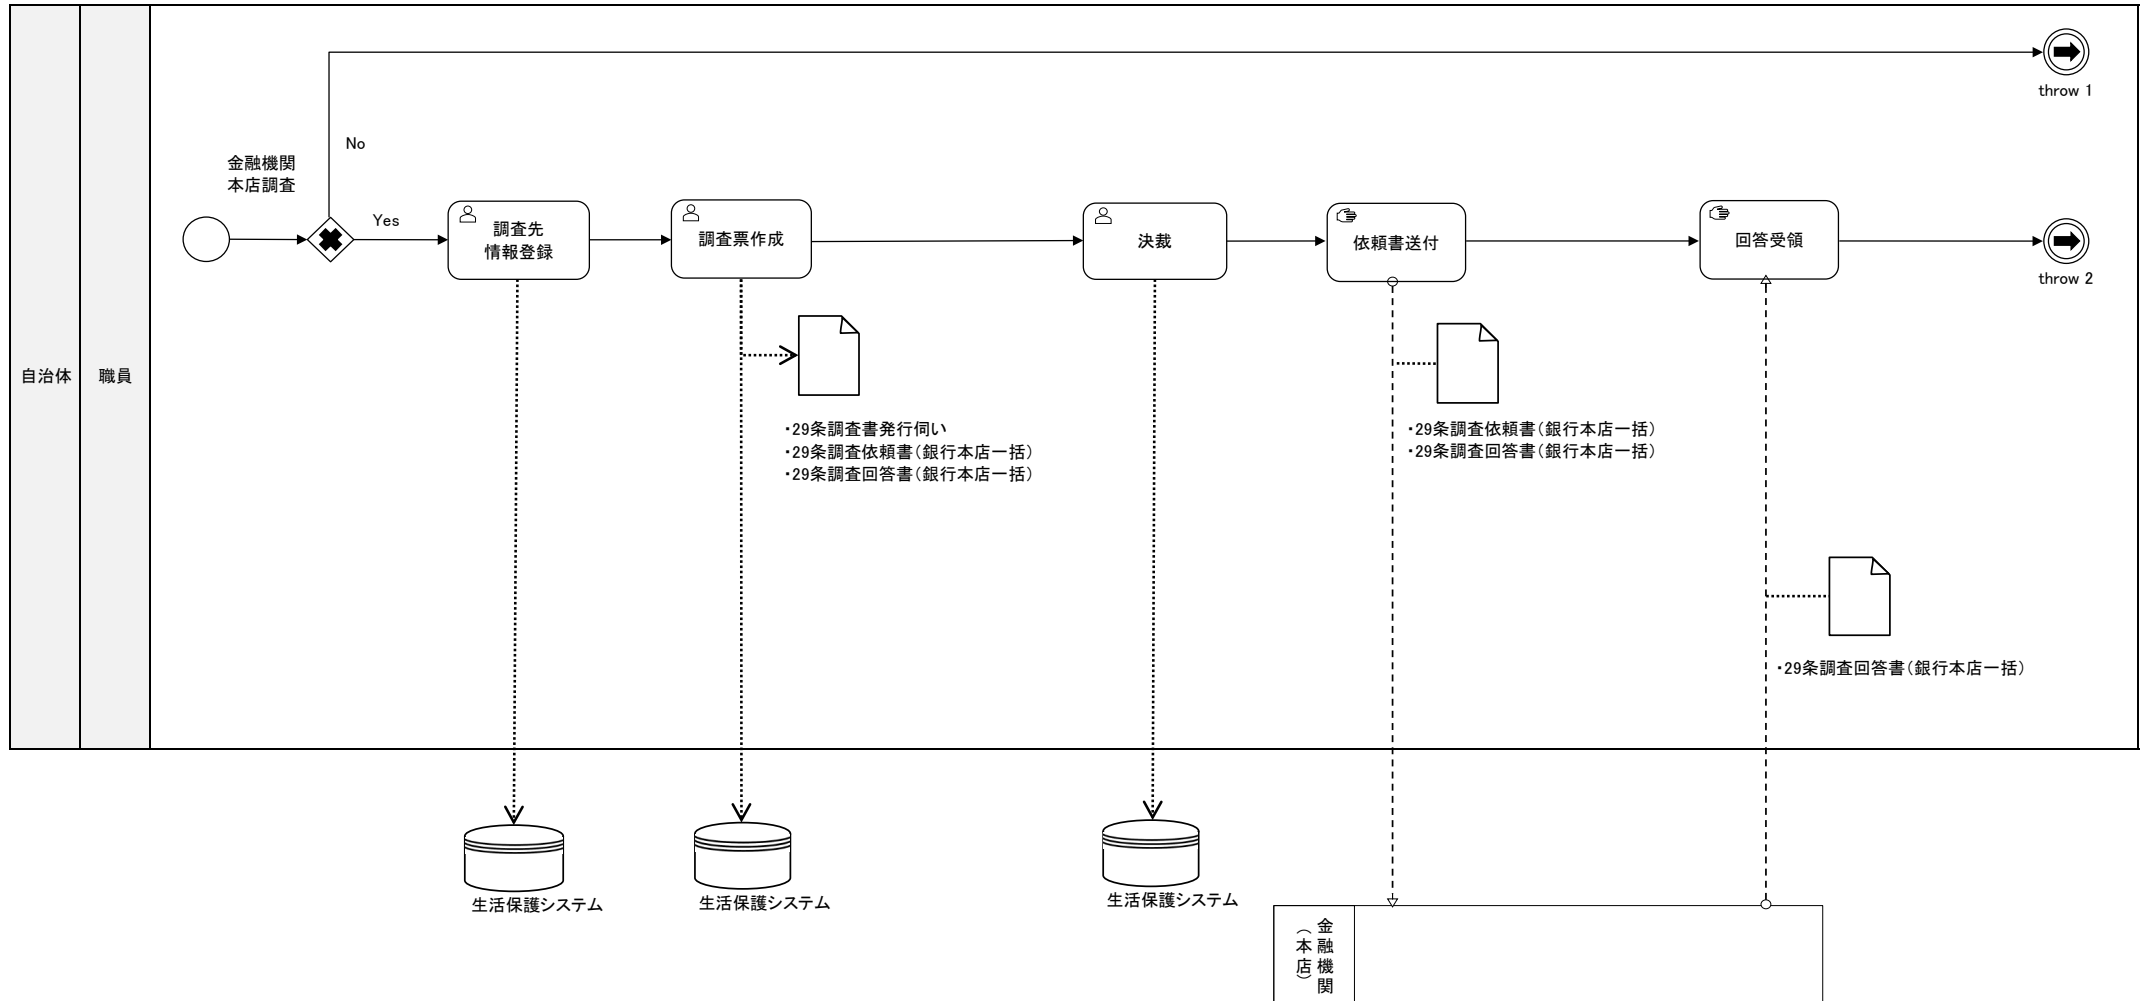 throw 1
No
金融機関
本店調査
Yes
調査先
情報登録
調査票作成
決裁
依頼書送付
回答受領
throw 2
自治体
職員
・29条調査書発行伺い
・29条調査依頼書（銀行本店一括）
・29条調査回答書（銀行本店一括）
・29条調査依頼書（銀行本店一括）
・29条調査回答書（銀行本店一括）
・29条調査回答書（銀行本店一括）
生活保護システム
生活保護システム
生活保護システム
金融機関
（本店）